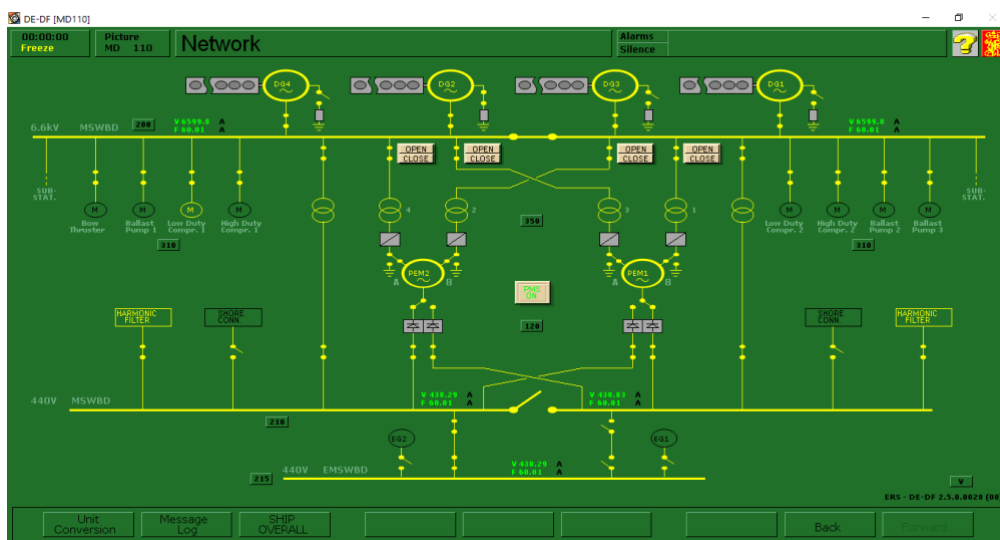 DE-DF [MD110]
00:00:00
Freeze
Picture
MD 110
Network
Alarms
Silence
DG4
DG2
DG3
DG1
6.6kV MSWBD
200
V 6599.8 A
F 60.01 A
V 6599.8 A
F 60.01 A
OPEN
CLOSE
OPEN
CLOSE
OPEN
CLOSE
OPEN
CLOSE
SUB-
STAT.
M
M
M
M
4
2
350
3
1
M
M
M
M
SUB-
STAT.
Bow
Thruster
Ballast
Pump 1
Low Duty
Compr. 1
High Duty
Compr. 1
Low Duty
Compr. 2
High Duty
Compr. 2
Ballast
Pump 2
Ballast
Pump 3
310
310
PEM2
A B
PEM1
A B
PMS
ON
120
HARMONIC
FILTER
SHORE
CONN.
SHORE
CONN.
HARMONIC
FILTER
440V MSWBD
V 438.29 A
F 60.01 A
V 438.83 A
F 60.01 A
210
EG2
EG1
215
440V EMSWBD
V 438.29 A
F 60.01 A
V
ERS - DE-DF 2.5.0.0028 (00
Unit
Conversion
Message
Log
SHIP
OVERALL
Back
Forward